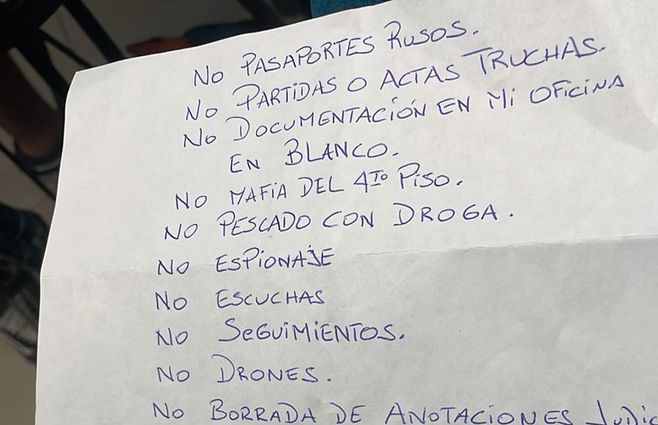 No PASAPORTES RUSOS.
No PARTIDAS O ACTAS TRUCHAS.
No DOCUMENTACIÓN EN Mi OFICINA
EN BLANCO.
No MAFIA DEL 4TO PISO.
NO PESCADO CON DROGA.
NO ESPIONAJE
NO ESCUCHAS
NO SEGUIMIENTOS.
NO DRONES.
NO BORRADA DE ANOTACIONES